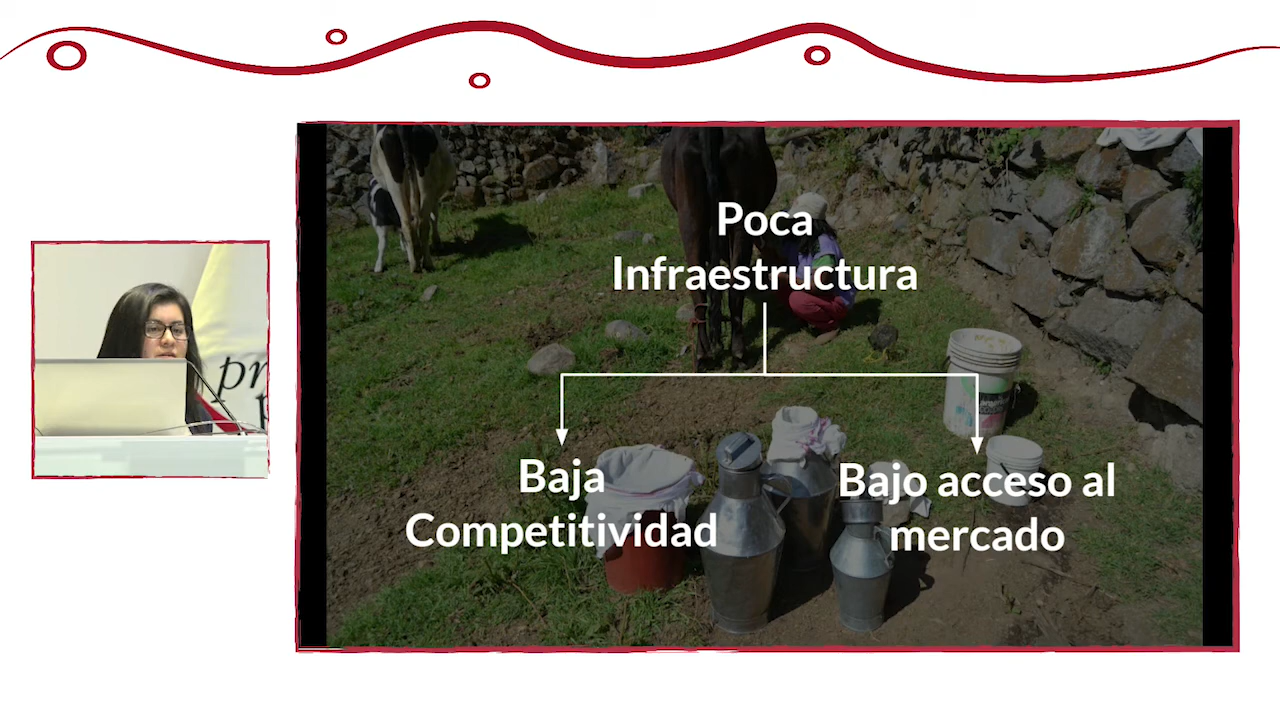 Poca
Infraestructura
Baja
Competitividad
Bajo acceso al
mercado